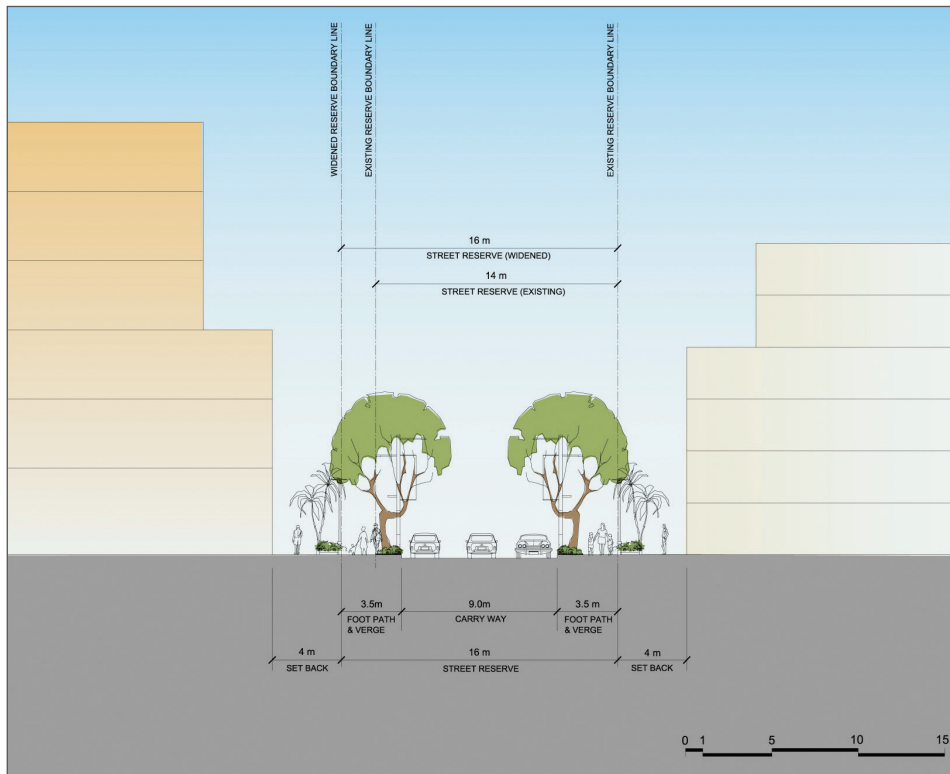 WIDENED RESERVE BOUNDARY LINE
EXISTING RESERVE BOUNDARY LINE
EXISTING RESERVE BOUNDARY LINE
16 m
STREET RESERVE (WIDENED)
14 m
STREET RESERVE (EXISTING)
3.5m
FOOT PATH
& VERGE
9.0m
CARRY WAY
3.5 m
FOOT PATH
& VERGE
4 m
SET BACK
16 m
STREET RESERVE
4 m
SET BACK
0 1 5 10 15